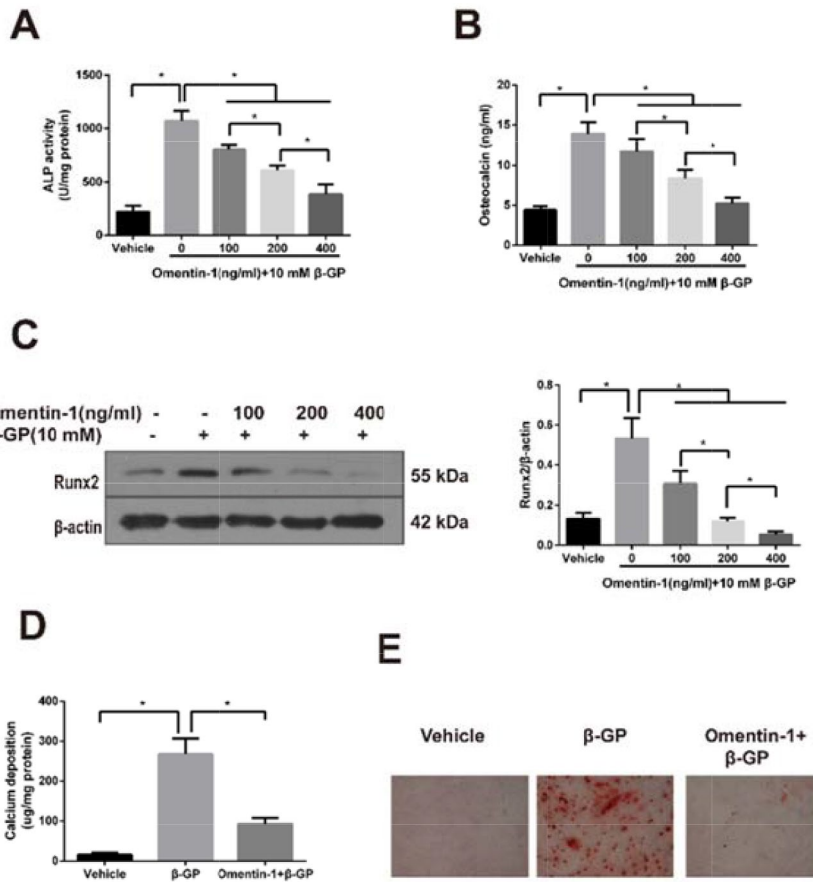 A
ALP activity
(U/mg protein)
1500
1000
500
0
*
*
*
*
Vehicle
0
100
200
400
Omentin-1(ng/ml)+10 mM β-GP
B
Osteocalcin (ng/ml)
20
15
10
5
0
*
*
*
*
Vehicle
0
100
200
400
Omentin-1(ng/ml)+10 mM β-GP
C
mentin-1(ng/ml) - - 100 200 400
-GP(10 mM) - + + + +
Runx2
55 kDa
β-actin
42 kDa
Runx2/β-actin
0.8
0.6
0.4
0.2
0.0
*
*
*
*
Vehicle
0
100
200
400
Omentin-1(ng/ml)+10 mM β-GP
D
Calcium deposition
(ug/mg protein)
400
300
200
100
0
*
*
Vehicle
β-GP
Omentin-1+β-GP
E
Vehicle
β-GP
Omentin-1+
β-GP